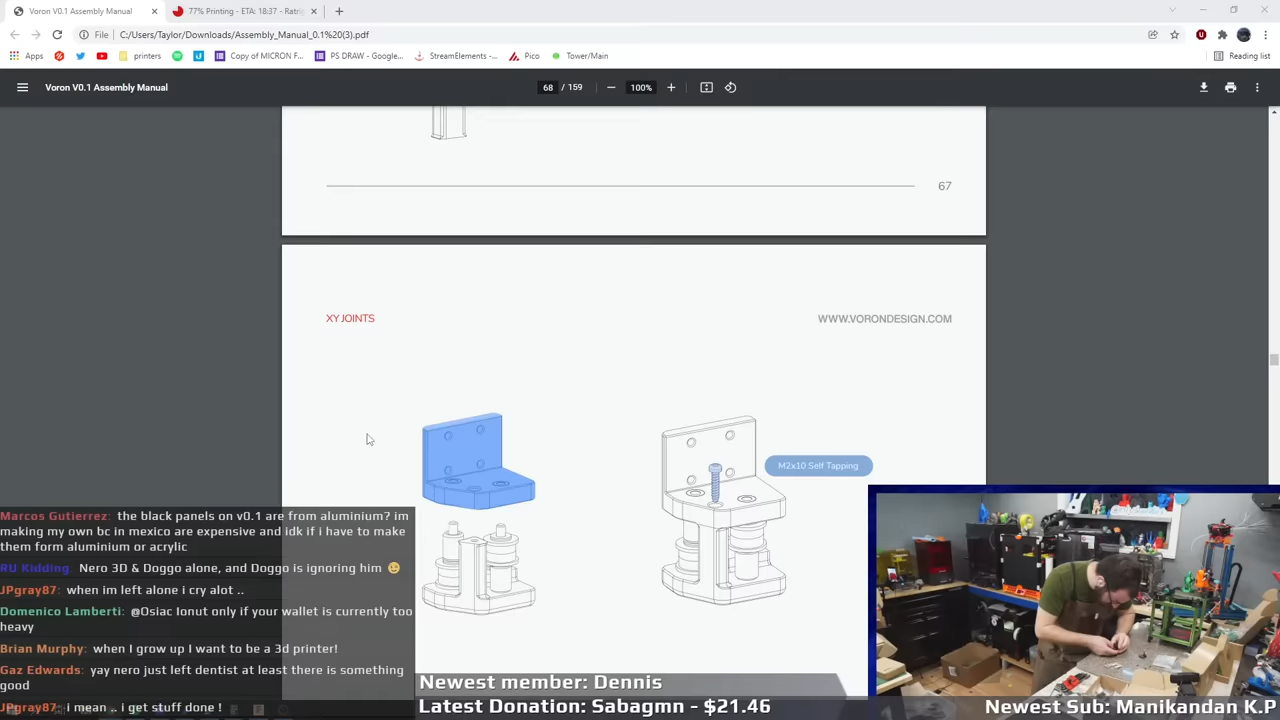 Voron V0.1 Assembly Manual
77% Printing - ETA: 18:37 - Ratrig
File
C:/Users/Taylor/Downloads/Assembly_Manual_0.1%20(3).pdf
Apps
printers
Copy of MICRON F...
PS DRAW - Google...
StreamElements -...
Pico
Tower/Main
Reading list
Voron V0.1 Assembly Manual
68 / 159
100%
67
XY JOINTS
WWW.VORONDESIGN.COM
M2x10 Self Tapping
Marcos Gutierrez: the black panels on v0.1 are from aluminium? im
making my own bc in mexico are expensive and idk if i have to make
them form aluminium or acrylic
RU Kidding: Nero 3D & Doggo alone, and Doggo is ignoring him
JPgray87: when im left alone i cry alot ..
Domenico Lamberti: @Osiac Ionut only if your wallet is currently too
heavy
Brian Murphy: when I grow up I want to be a 3d printer!
Gaz Edwards: yay nero just left dentist at least there is something
good
JPgray87: i mean .. i get stuff done !
Newest member: Dennis
Latest Donation: Sabagmn - $21.46
Newest Sub: Manikandan K.P